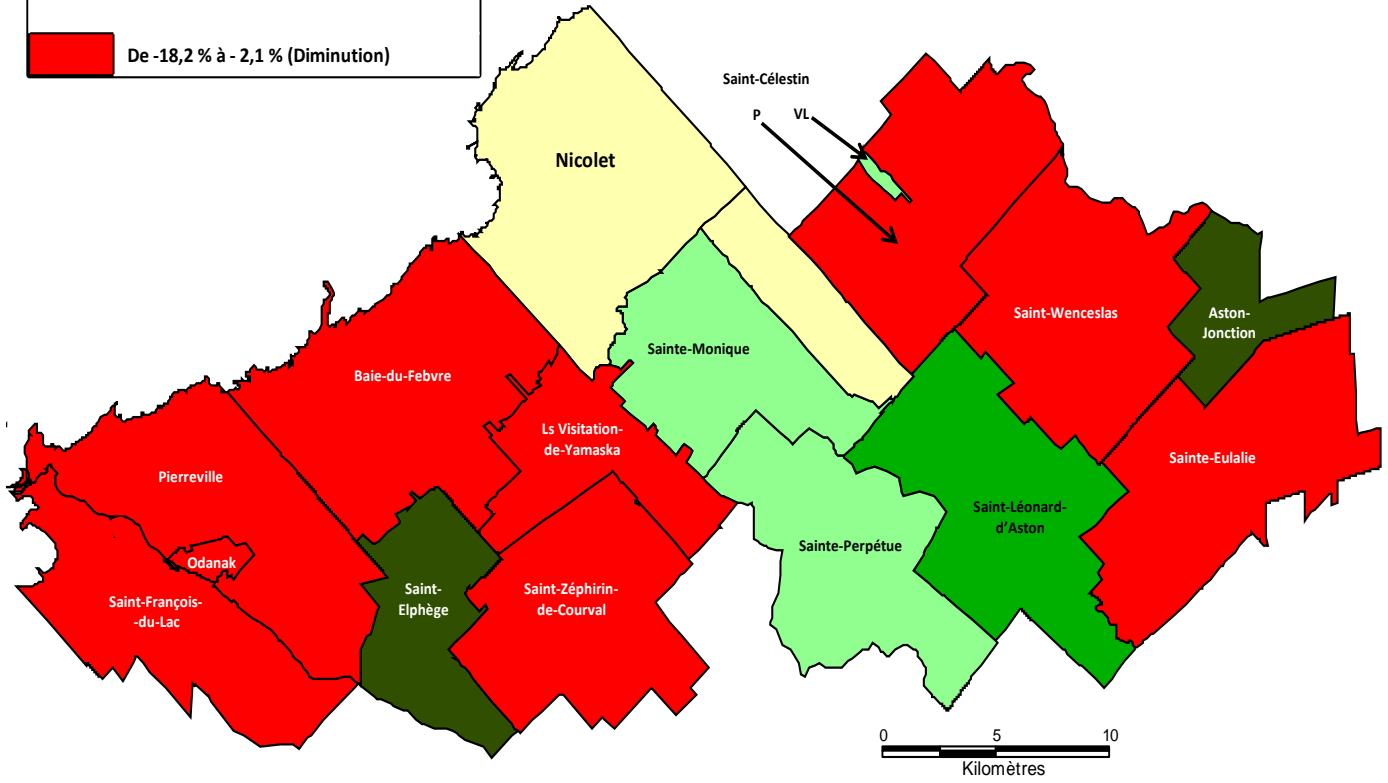 De -18,2 % à - 2,1 % (Diminution)
Saint-Célestin
P VL
Nicolet
Saint-Wenceslas
Aston-
Jonction
Sainte-Monique
Baie-du-Febvre
Ls Visitation-
de-Yamaska
Sainte-Eulalie
Pierreville
Saint-Léonard-
d'Aston
Sainte-Perpétue
Odanak
Saint-
Elphège
Saint-Zéphirin-
de-Courval
Saint-François-
-du-Lac
0 5 10
Kilomètres